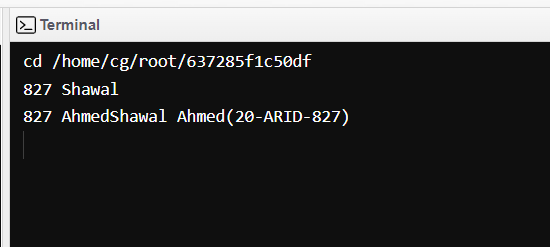 Terminal
cd /home/cg/root/637285f1c50df
827 Shawal
827 AhmedShawal Ahmed(20-ARID-827)